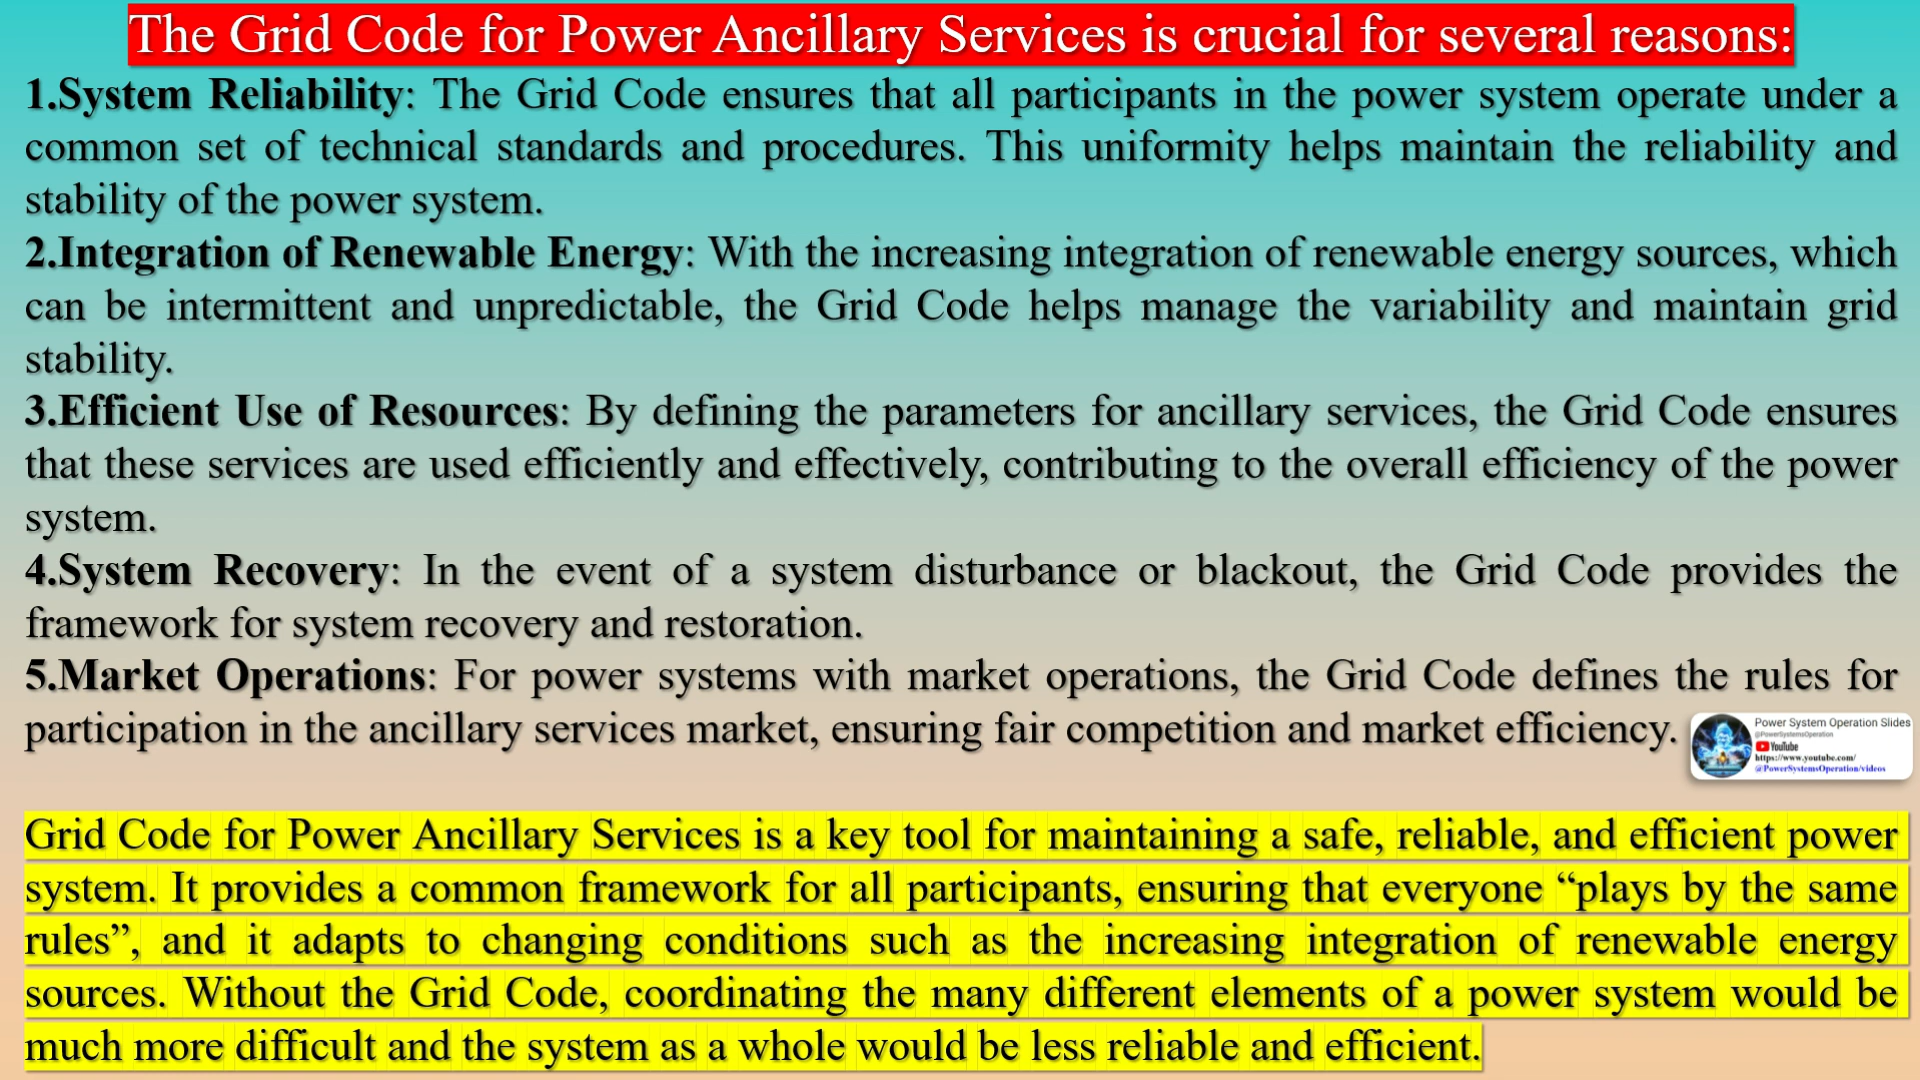 The Grid Code for Power Ancillary Services is crucial for several reasons:
1.System Reliability: The Grid Code ensures that all participants in the power system operate under a
common set of technical standards and procedures. This uniformity helps maintain the reliability and
stability of the power system.
2.Integration of Renewable Energy: With the increasing integration of renewable energy sources, which
can be intermittent and unpredictable, the Grid Code helps manage the variability and maintain grid
stability.
3.Efficient Use of Resources: By defining the parameters for ancillary services, the Grid Code ensures
that these services are used efficiently and effectively, contributing to the overall efficiency of the power
system.
4.System Recovery: In the event of a system disturbance or blackout, the Grid Code provides the
framework for system recovery and restoration.
5.Market Operations: For power systems with market operations, the Grid Code defines the rules for
participation in the ancillary services market, ensuring fair competition and market efficiency.
Power System Operation Slides
@PowerSystemsOperation
YouTube
https://www.youtube.com/
@PowerSystemsOperation/videos
Grid Code for Power Ancillary Services is a key tool for maintaining a safe, reliable, and efficient power
system. It provides a common framework for all participants, ensuring that everyone “plays by the same
rules”, and it adapts to changing conditions such as the increasing integration of renewable energy
sources. Without the Grid Code, coordinating the many different elements of a power system would be
much more difficult and the system as a whole would be less reliable and efficient.